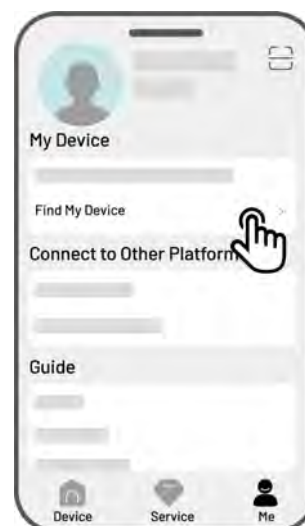 My Device
Find My Device
Connect to Other Platform
Guide
Device Service Me